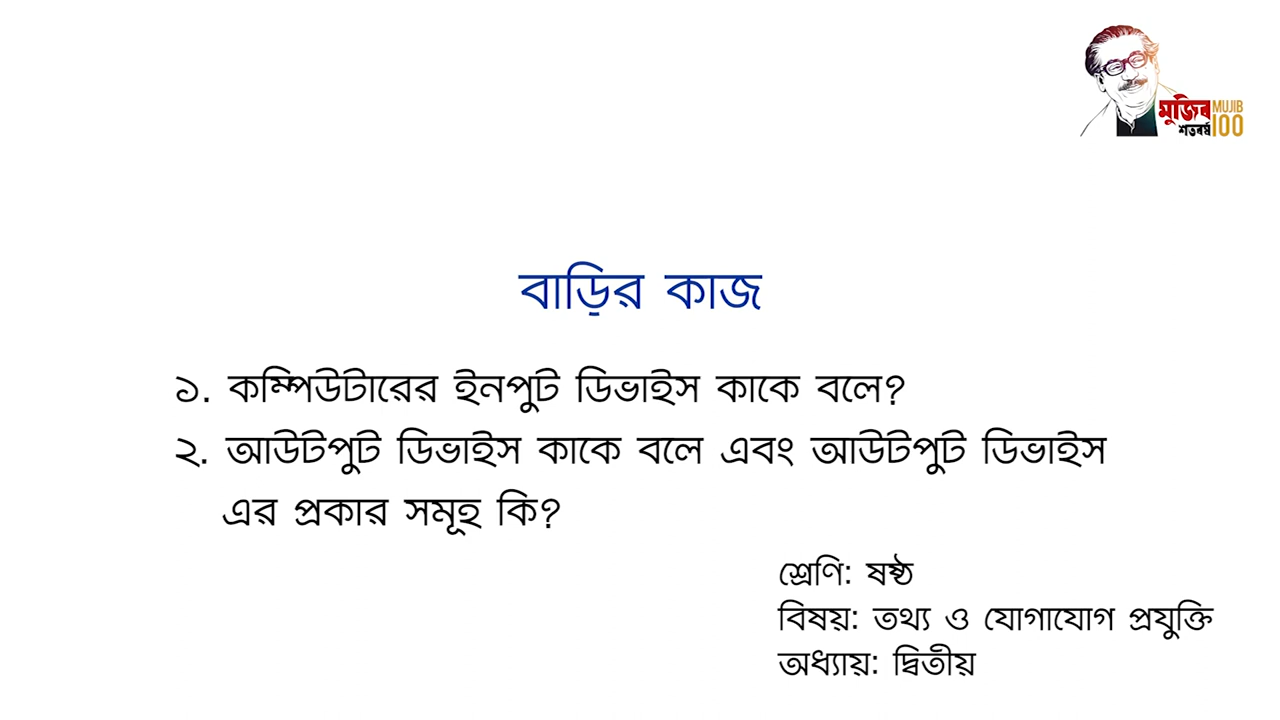 মুজিব MUJIB
শতবর্ষ 100
বাড়ির কাজ
১. কম্পিউটারের ইনপুট ডিভাইস কাকে বলে?
২. আউটপুট ডিভাইস কাকে বলে এবং আউটপুট ডিভাইস
এর প্রকার সমূহ কি?
শ্রেণি: ষষ্ঠ
বিষয়: তথ্য ও যোগাযোগ প্রযুক্তি
অধ্যায়: দ্বিতীয়